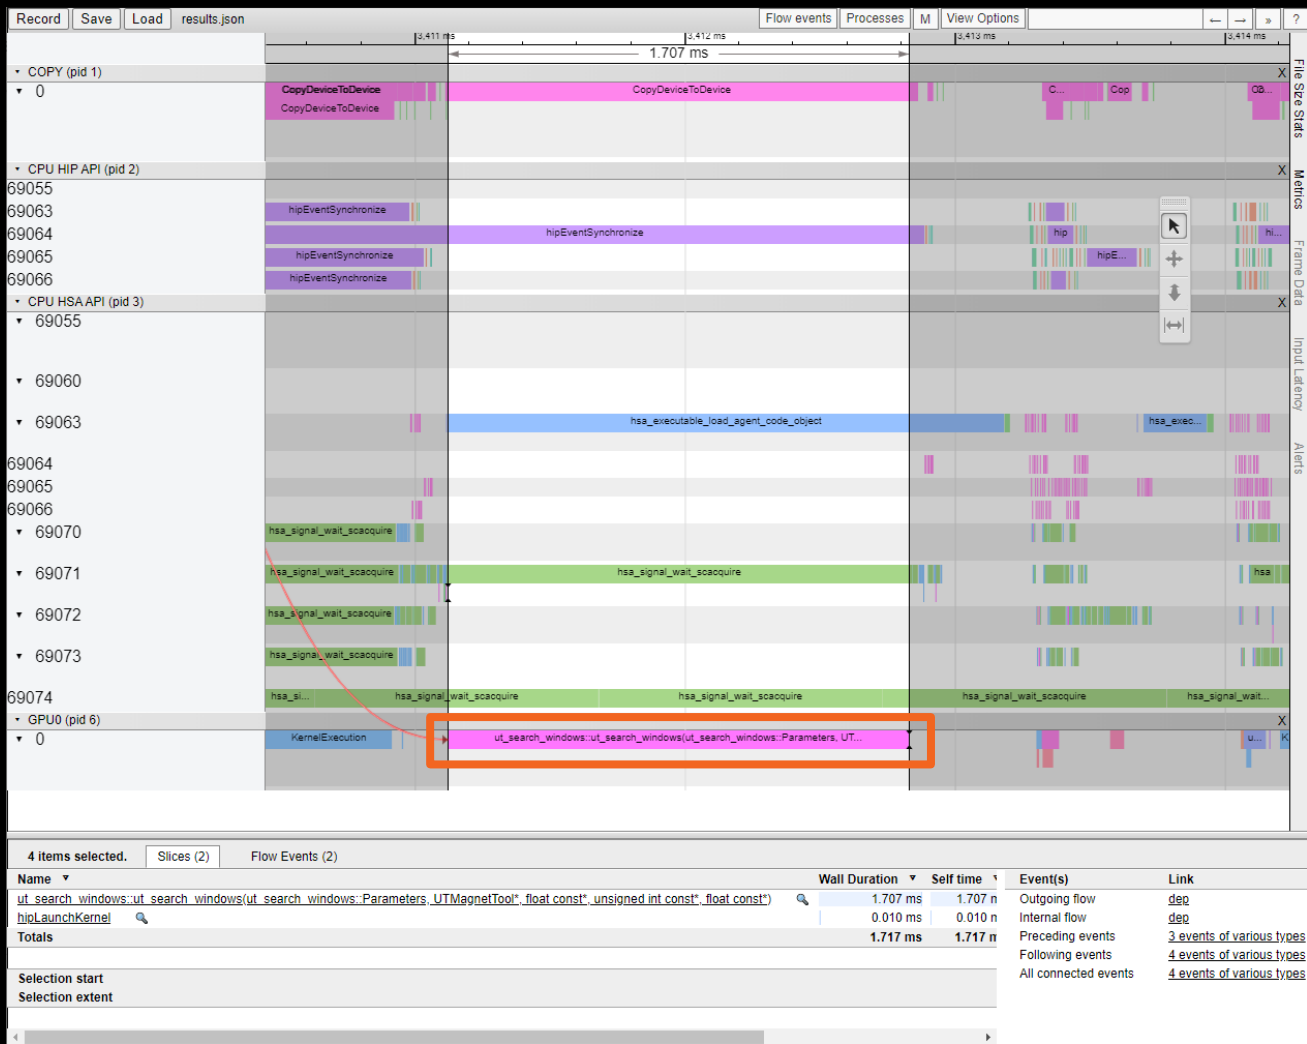 Record Save Load results.json Flow events Processes M View Options ← → » ?
3,411 ms 3,412 ms 3,413 ms 3,414 ms
1.707 ms
COPY (pid 1) X
0 CopyDeviceToDevice CopyDeviceToDevice C... Cop
CopyDeviceToDevice
CPU HIP API (pid 2) X
69055
69063 hipEventSynchronize
69064 hipEventSynchronize hip hi...
69065 hipEventSynchronize hipE...
69066 hipEventSynchronize
CPU HSA API (pid 3) X
69055
69060
69063 hsa_executable_load_agent_code_object hsa_exec...
69064
69065
69066
69070 hsa_signal_wait_scacquire
69071 hsa_signal_wait_scacquire hsa_signal_wait_scacquire hsa
69072 hsa_signal_wait_scacquire
69073 hsa_signal_wait_scacquire
69074 hsa_si... hsa_signal_wait_scacquire hsa_signal_wait_scacquire hsa_signal_wait_scacquire hsa_signal_wait...
GPU0 (pid 6) X
0 KernelExecution ut_search_windows::ut_search_windows(ut_search_windows::Parameters, UT... u... K
File Size Stats
Metrics
Frame Data
Input Latency
Alerts
4 items selected. Slices (2) Flow Events (2)
Name Wall Duration Self time Event(s) Link
ut_search_windows::ut_search_windows(ut_search_windows::Parameters, UTMagnetTool*, float const*, unsigned int const*, float const*) 1.707 ms 1.707 Outgoing flow dep
hipLaunchKernel 0.010 ms 0.010 Internal flow dep
Totals 1.717 ms 1.717 Preceding events 3 events of various types
Following events 4 events of various types
Selection start All connected events 4 events of various types
Selection extent